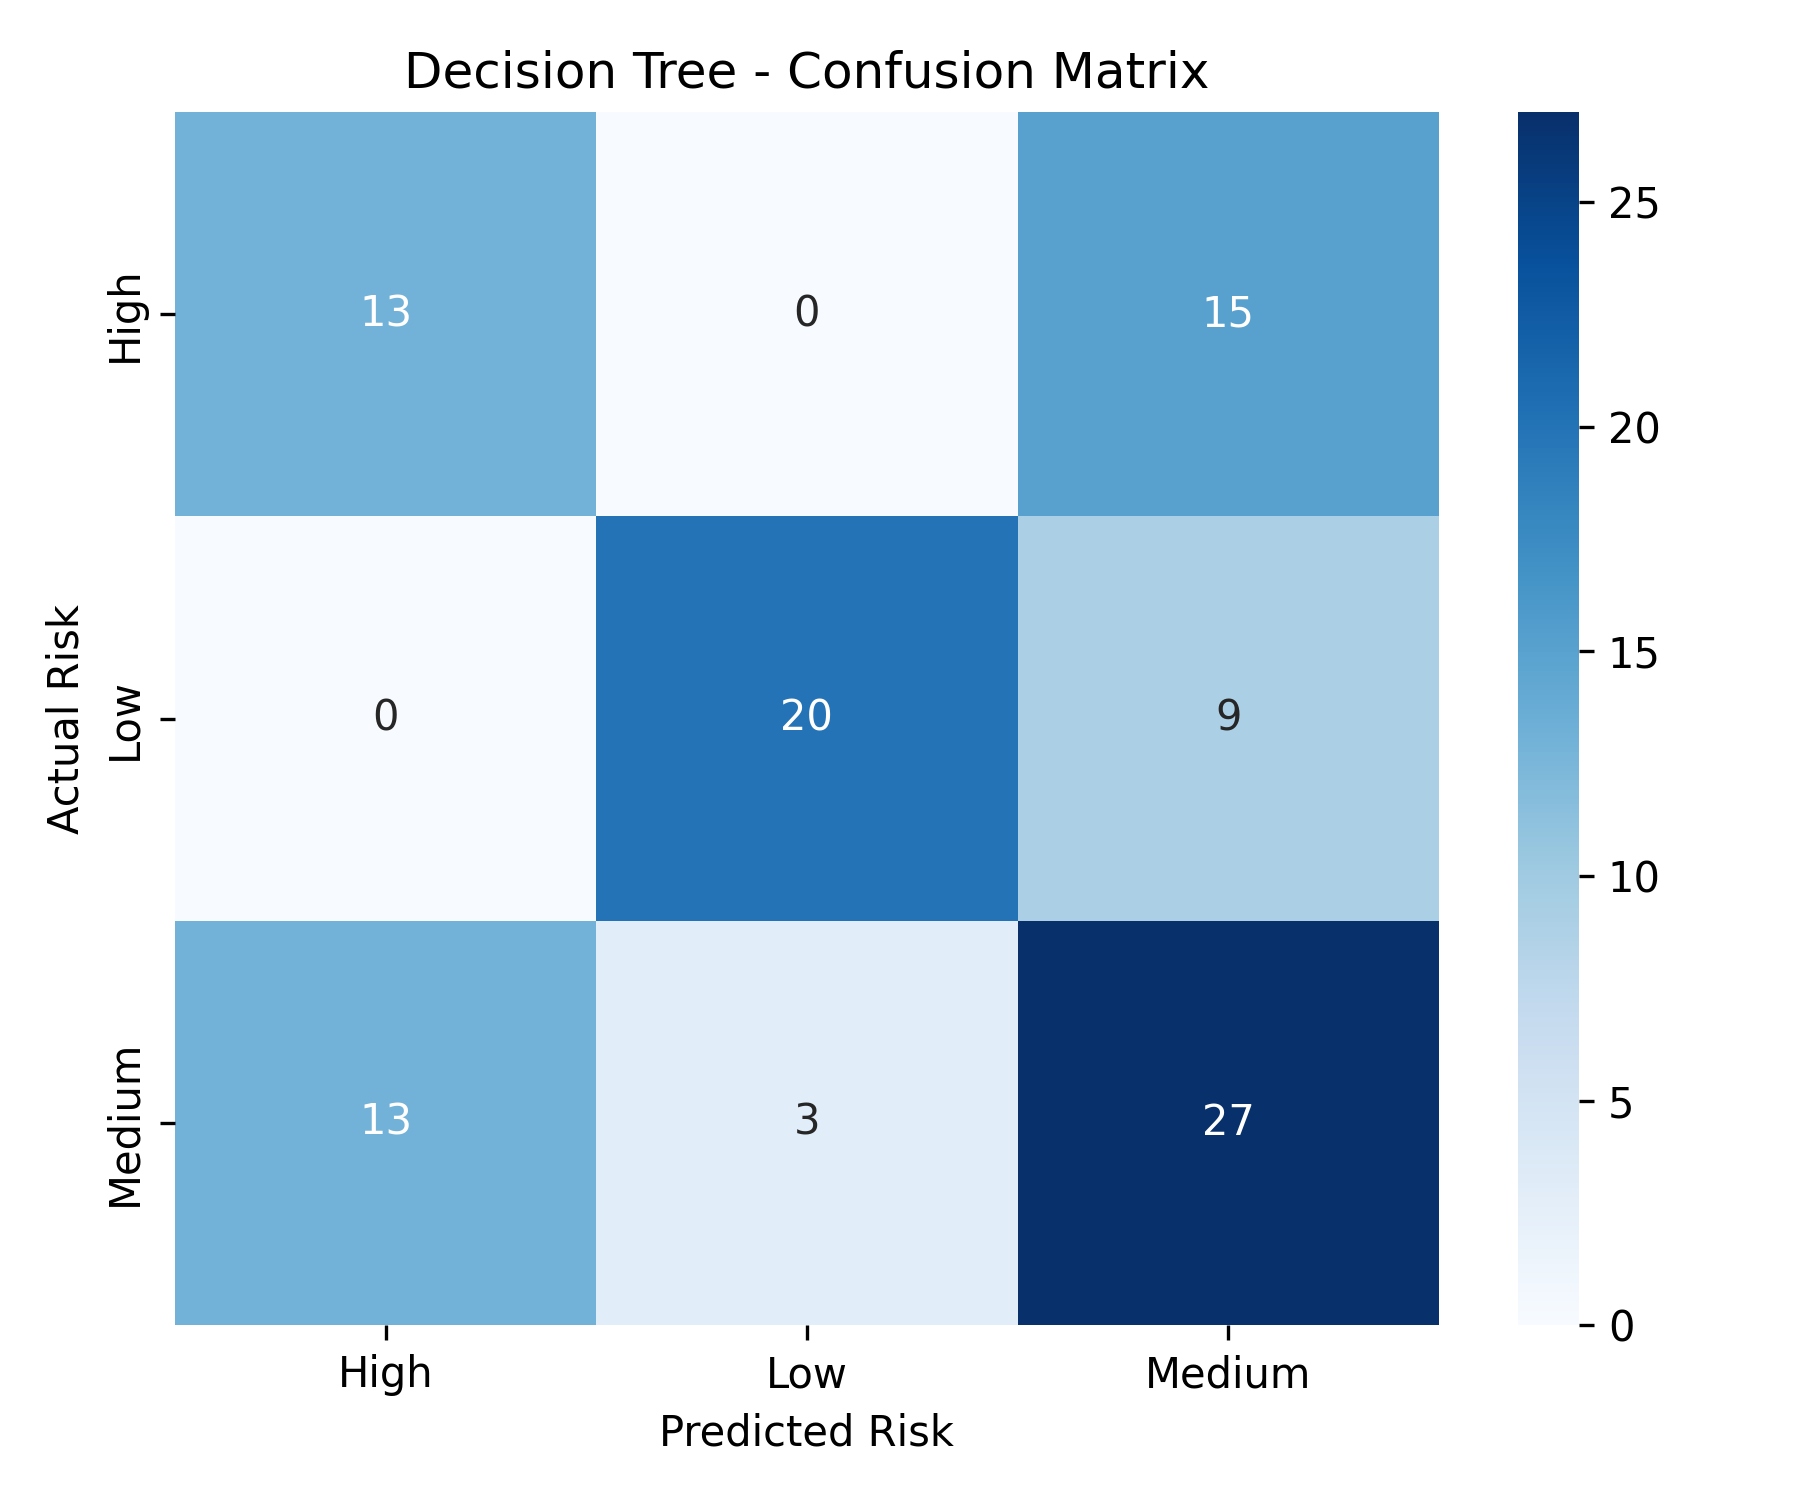 Decision Tree - Confusion Matrix
High
13
0
15
Low
0
20
9
Medium
13
3
27
High
Low
Medium
Predicted Risk
Actual Risk
25
20
15
10
5
0